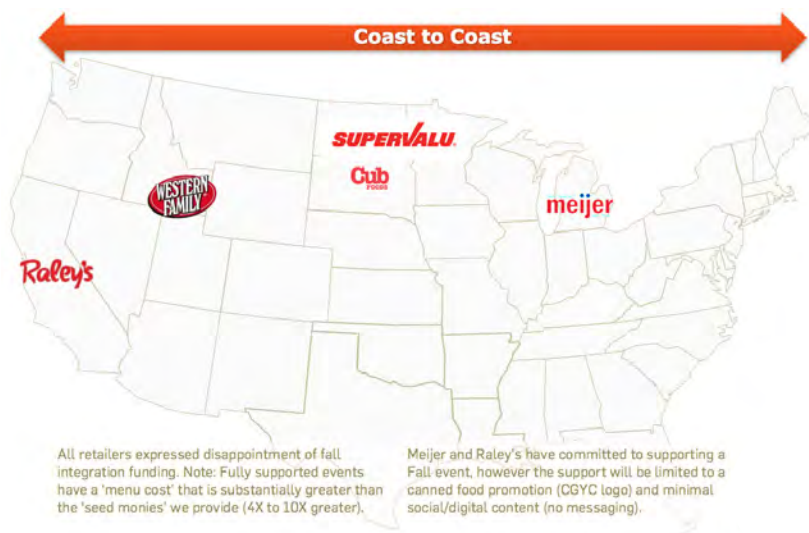 Coast to Coast
SUPERVALU
Cub
FOODS
WESTERN
FAMILY
meijer
Raley's
All retailers expressed disappointment of fall
integration funding. Note: Fully supported events
have a 'menu cost' that is substantially greater than
the 'seed monies' we provide (4X to 10X greater).
Meijer and Raley's have committed to supporting a
Fall event, however the support will be limited to a
canned food promotion (CGYC logo) and minimal
social/digital content (no messaging).